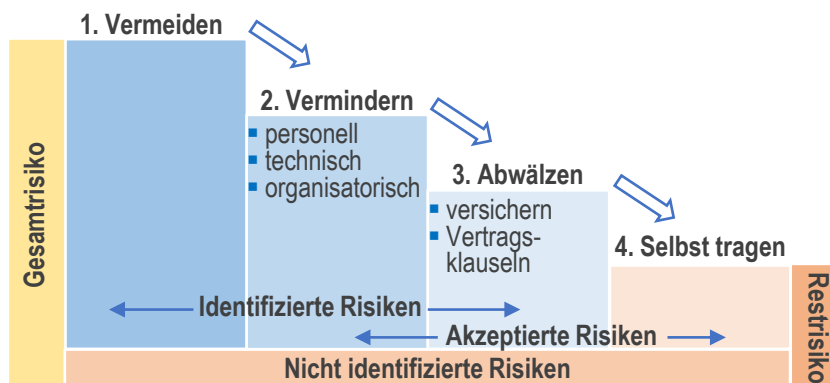 Gesamtrisiko
1. Vermeiden
2. Vermindern
personell
technisch
organisatorisch
3. Abwälzen
versichern
Vertrags-
klauseln
4. Selbst tragen
Identifizierte Risiken
Akzeptierte Risiken
Nicht identifizierte Risiken
Restrisiko